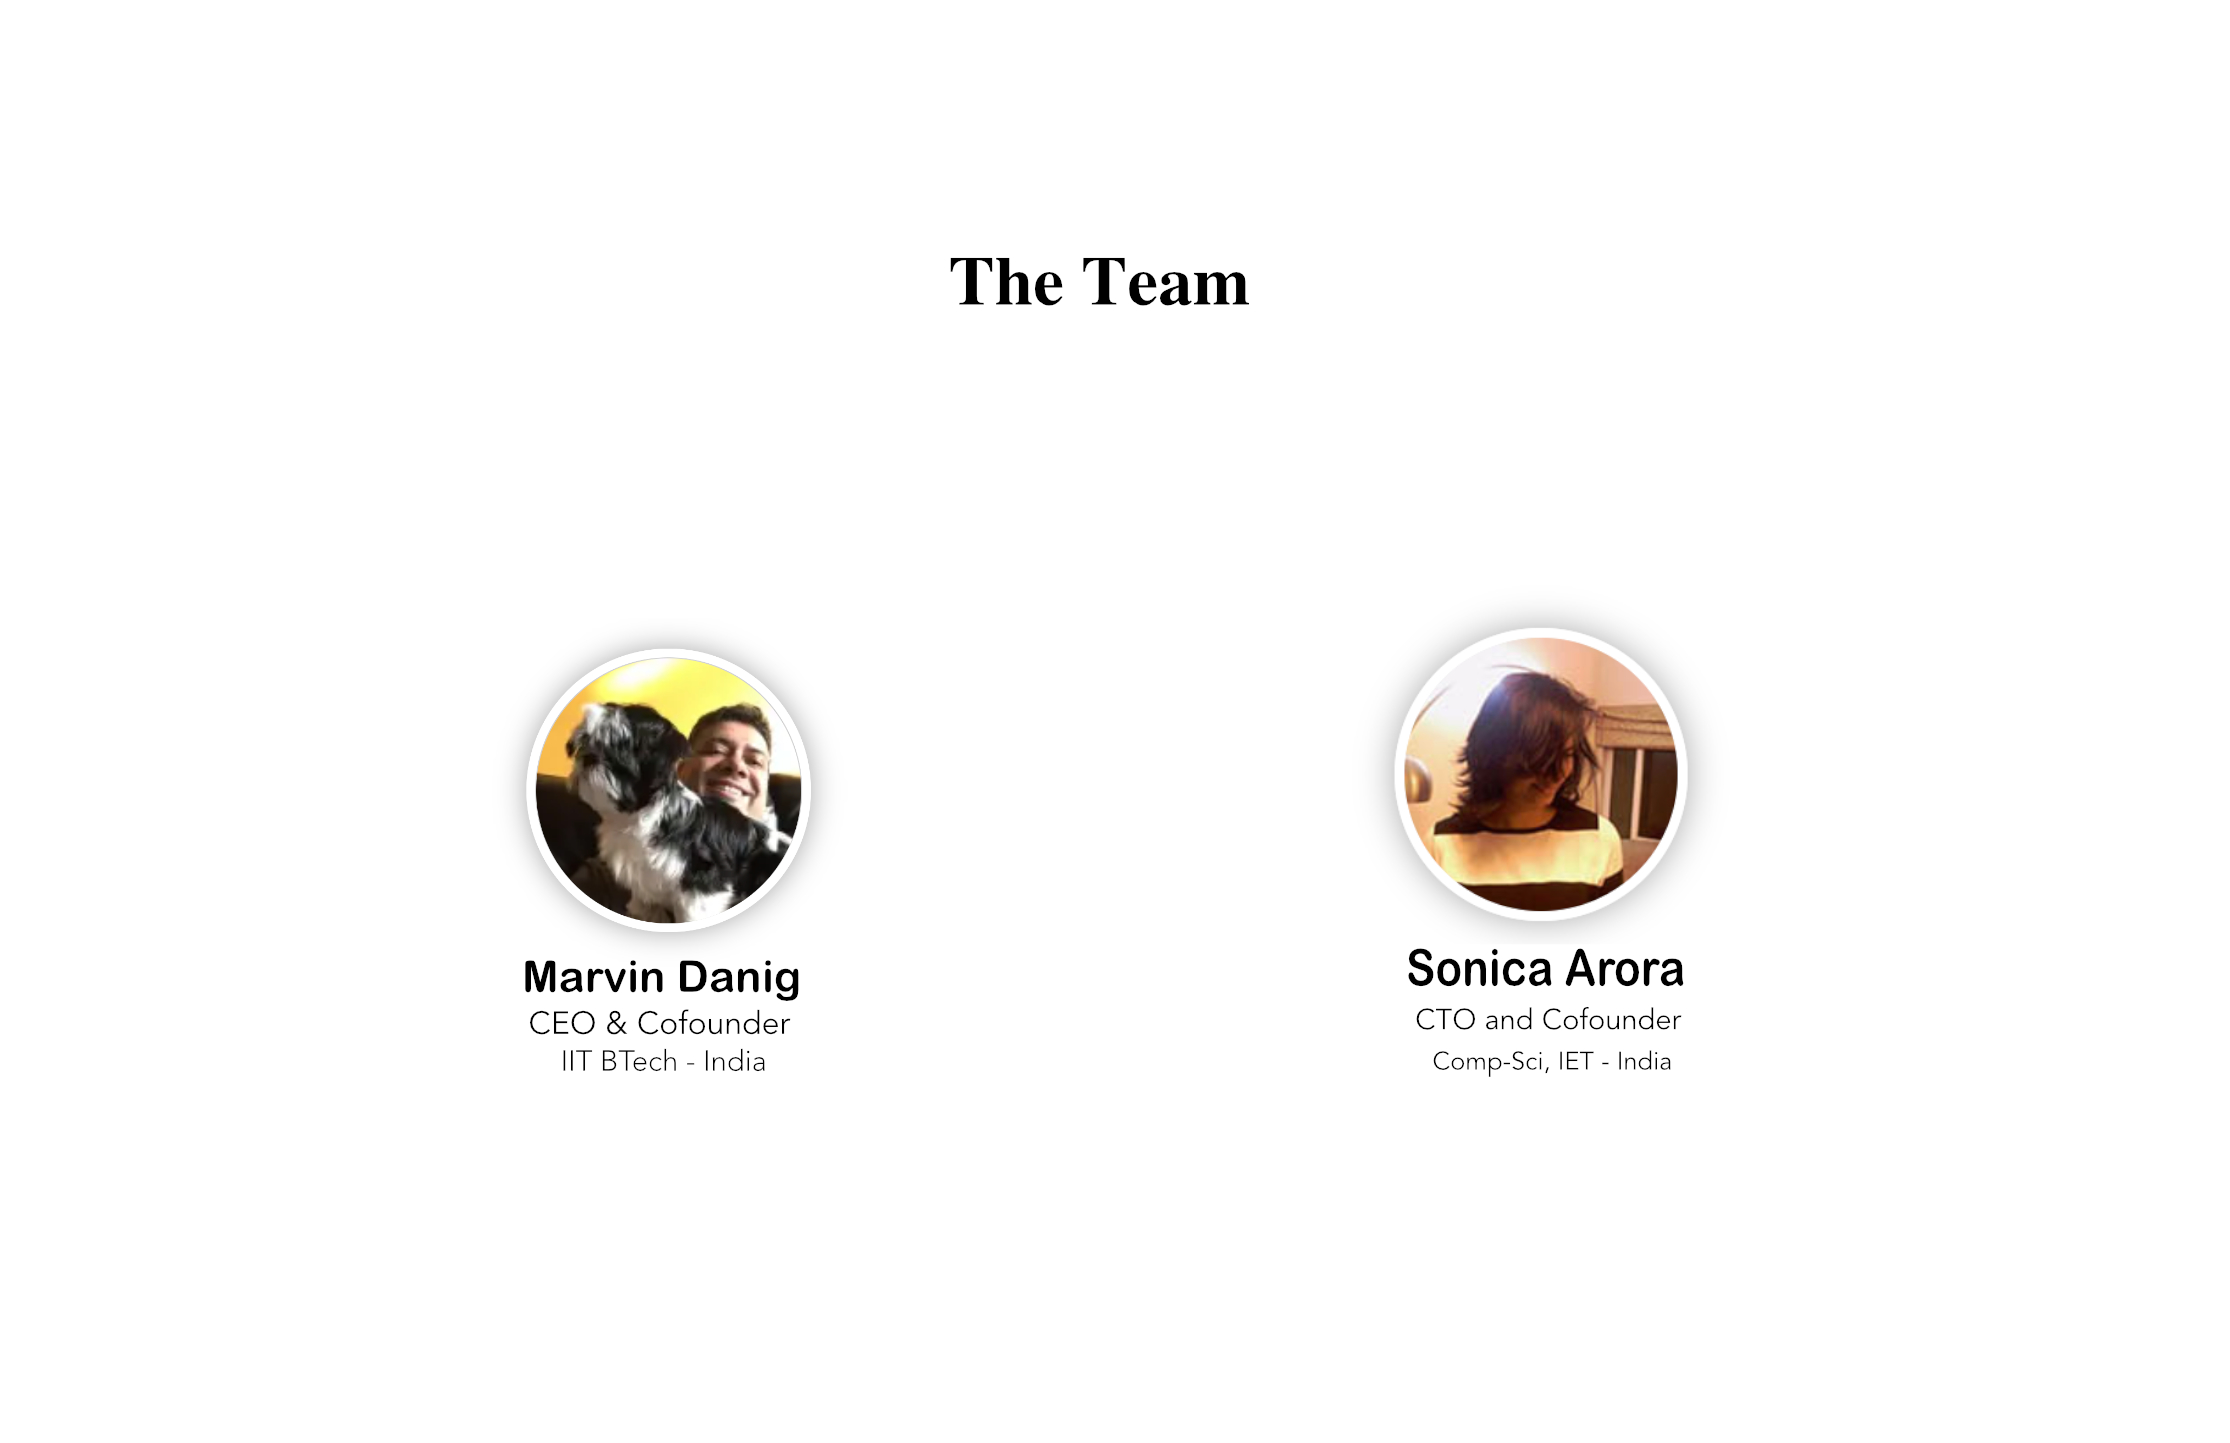 The Team
Marvin Danig
CEO & Cofounder
IIT BTech - India
Sonica Arora
CTO and Cofounder
Comp-Sci, IET - India